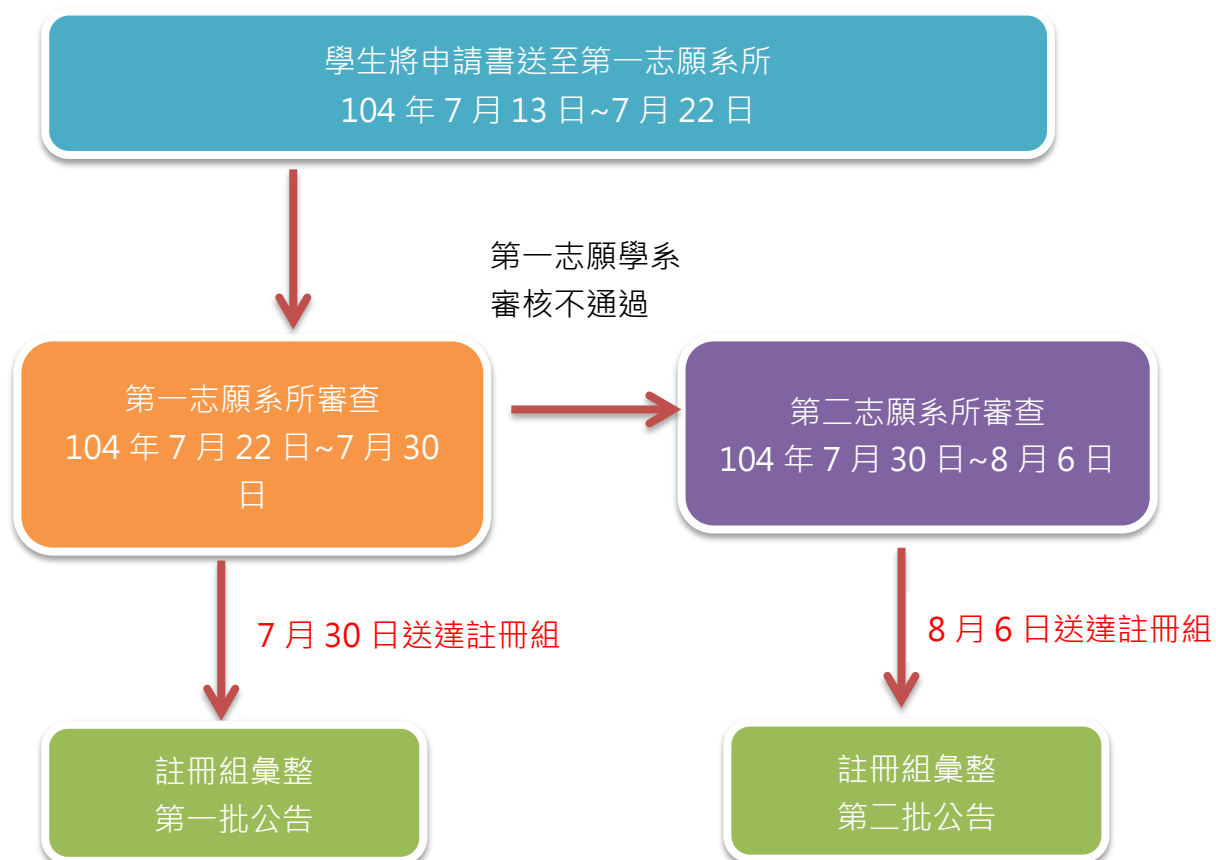 學生將申請書送至第一志願系所
104 年 7 月 13 日~7 月 22 日
第一志願學系
審核不通過
第一志願系所審查
104 年 7 月 22 日~7 月 30
日
第二志願系所審查
104 年 7 月 30 日~8 月 6 日
7 月 30 日送達註冊組
8 月 6 日送達註冊組
註冊組彙整
第一批公告
註冊組彙整
第二批公告